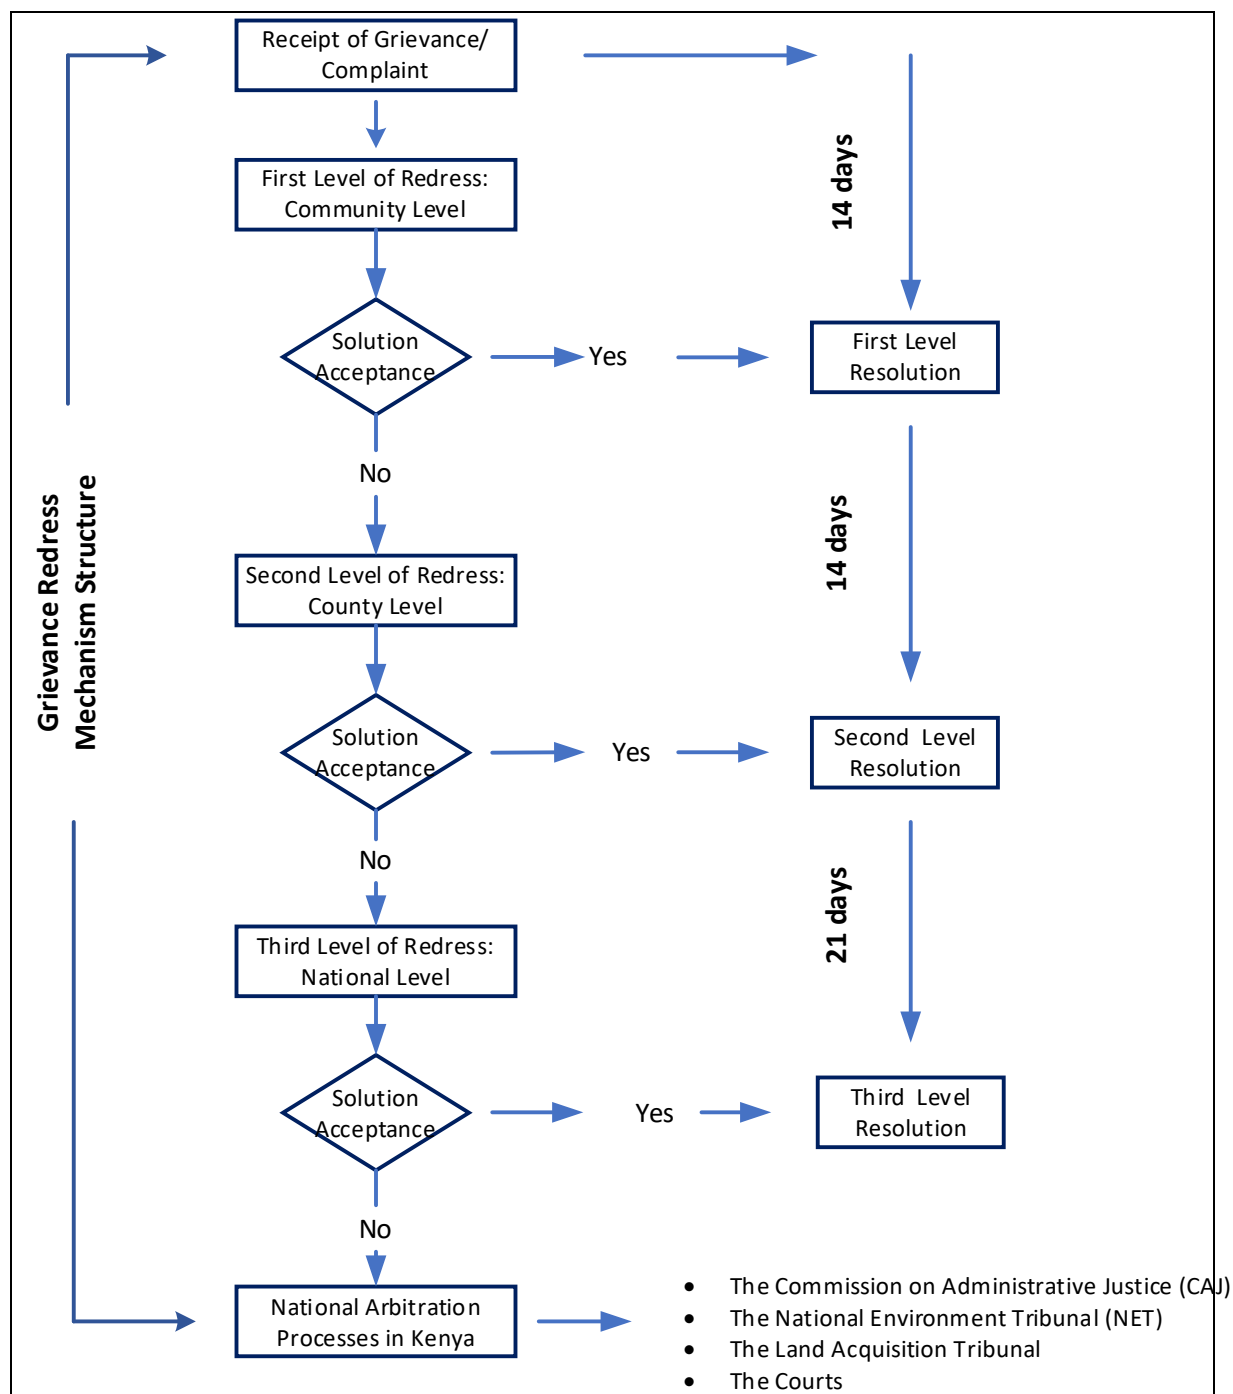 Receipt of Grievance/
Complaint
First Level of Redress:
Community Level
14 days
Solution
Acceptance
Yes
First Level
Resolution
No
Grievance Redress
Mechanism Structure
14 days
Second Level of Redress:
County Level
Solution
Acceptance
Yes
Second Level
Resolution
No
21 days
Third Level of Redress:
National Level
Solution
Acceptance
Yes
Third Level
Resolution
No
National Arbitration
Processes in Kenya
• The Commission on Administrative Justice (CAJ)
• The National Environment Tribunal (NET)
• The Land Acquisition Tribunal
• The Courts